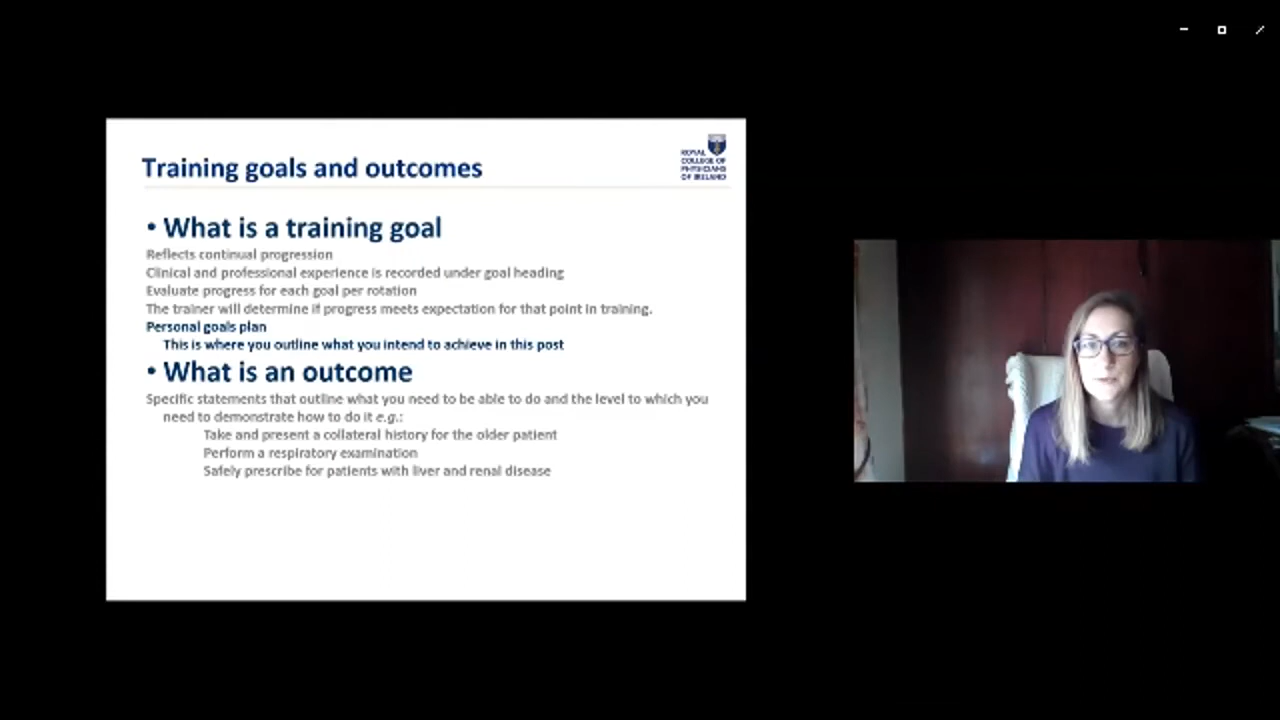 Training goals and outcomes
ROYAL
COLLEGE OF
PHYSICIANS
OF IRELAND
• What is a training goal
Reflects continual progression
Clinical and professional experience is recorded under goal heading
Evaluate progress for each goal per rotation
The trainer will determine if progress meets expectation for that point in training.
Personal goals plan
This is where you outline what you intend to achieve in this post
• What is an outcome
Specific statements that outline what you need to be able to do and the level to which you
need to demonstrate how to do it e.g.:
Take and present a collateral history for the older patient
Perform a respiratory examination
Safely prescribe for patients with liver and renal disease